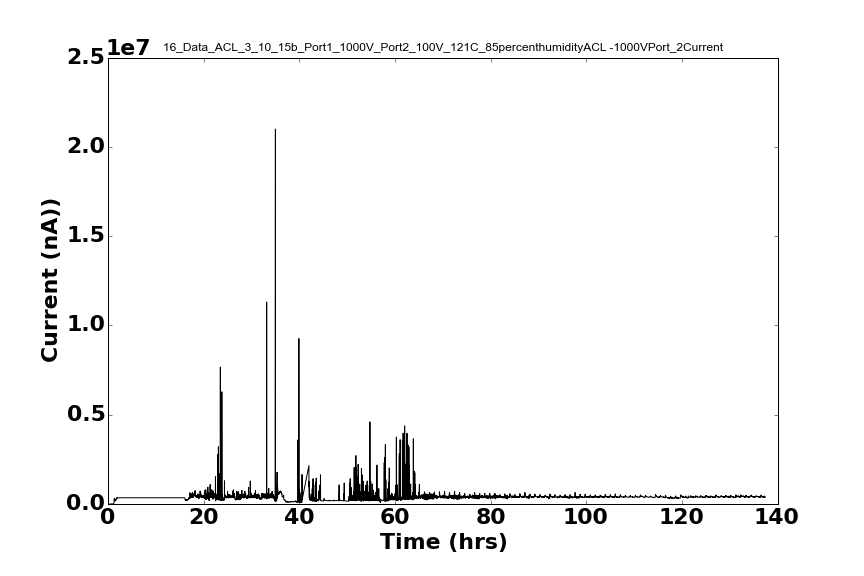 1e7 16_Data_ACL_3_10_15b_Port1_1000V_Port2_100V_121C_85percenthumidityACL -1000VPort_2Current
2.5
2.0
1.5
1.0
0.5
0.0
Current (nA))
0 20 40 60 80 100 120 140
Time (hrs)